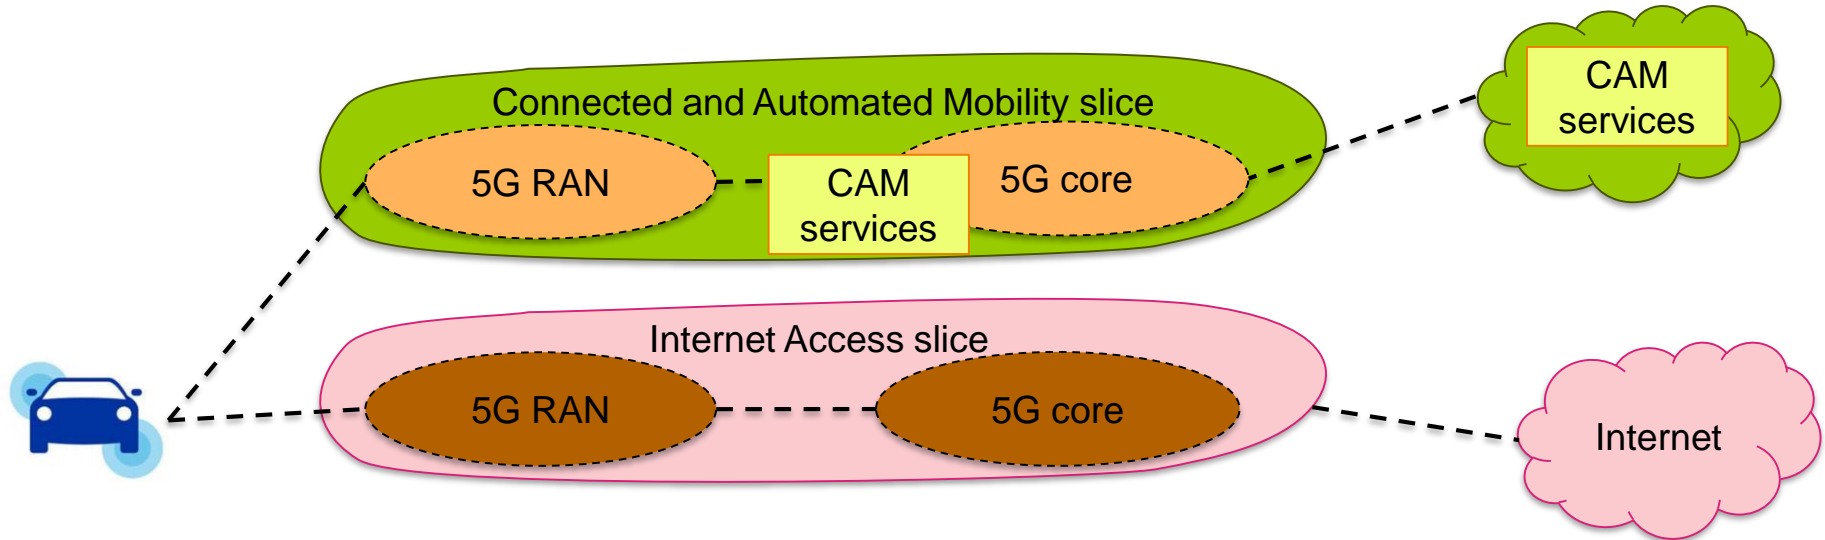 Connected and Automated Mobility slice
5G RAN
CAM
services
5G core
CAM
services
Internet Access slice
5G RAN
5G core
Internet